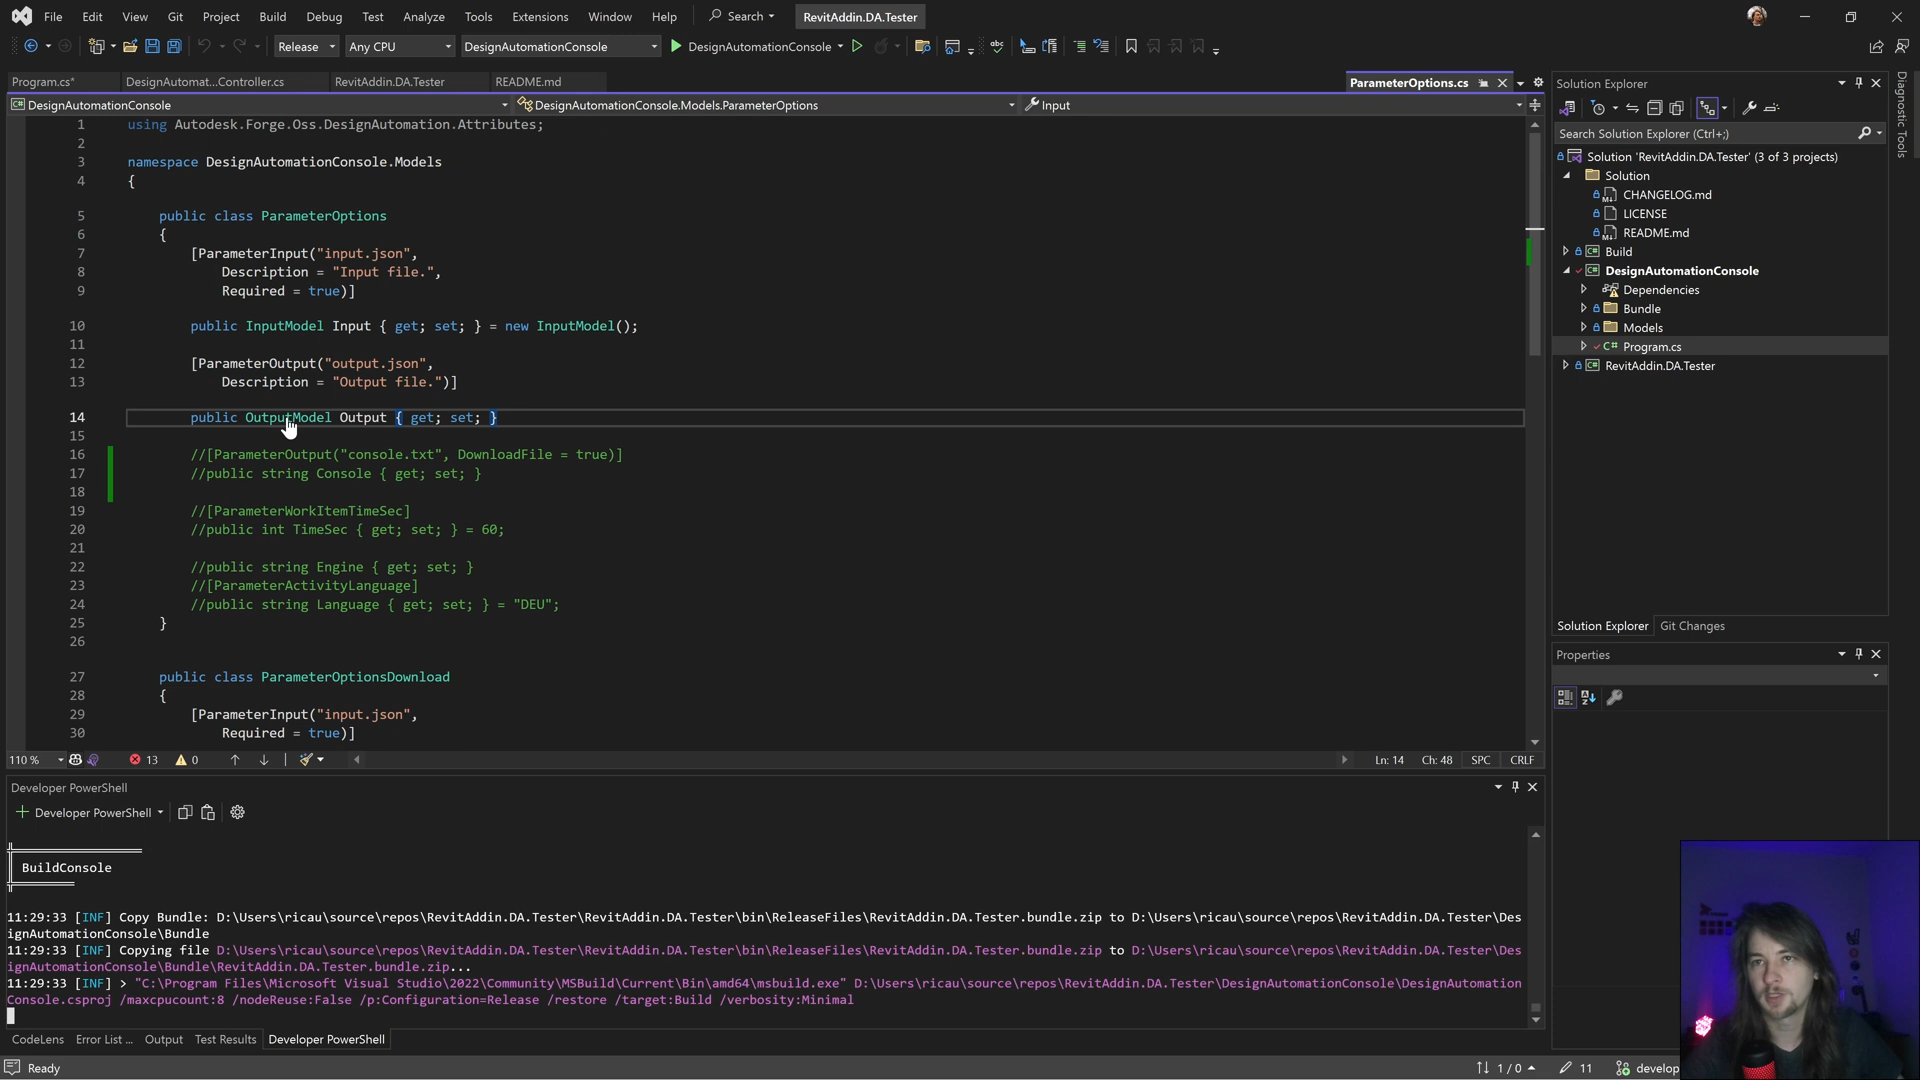 File Edit View Git Project Build Debug Test Analyze Tools Extensions Window Help Search RevitAddin.DA.Tester
Release Any CPU DesignAutomationConsole DesignAutomationConsole
Program.cs* DesignAutomat...Controller.cs RevitAddin.DA.Tester README.md ParameterOptions.cs
DesignAutomationConsole DesignAutomationConsole.Models.ParameterOptions Input
1 using Autodesk.Forge.Oss.DesignAutomation.Attributes;
2
3 namespace DesignAutomationConsole.Models
4 {
5 public class ParameterOptions
6 {
7 [ParameterInput("input.json",
8 Description = "Input file.",
9 Required = true)]
10 public InputModel Input { get; set; } = new InputModel();
11
12 [ParameterOutput("output.json",
13 Description = "Output file.")]
14 public OutputModel Output { get; set; }
15
16 //[ParameterOutput("console.txt", DownloadFile = true)]
17 //public string Console { get; set; }
18
19 //[ParameterWorkItemTimeSec]
20 //public int TimeSec { get; set; } = 60;
21
22 //public string Engine { get; set; }
23 //[ParameterActivityLanguage]
24 //public string Language { get; set; } = "DEU";
25 }
26
27 public class ParameterOptionsDownload
28 {
29 [ParameterInput("input.json",
30 Required = true)]
110 % 13 0 Ln: 14 Ch: 48 SPC CRLF
Developer PowerShell
Developer PowerShell
BuildConsole
11:29:33 [INF] Copy Bundle: D:\Users\ricau\source\repos\RevitAddin.DA.Tester\RevitAddin.DA.Tester\bin\ReleaseFiles\RevitAddin.DA.Tester.bundle.zip to D:\Users\ricau\source\repos\RevitAddin.DA.Tester\Des
ignAutomationConsole\Bundle
11:29:33 [INF] Copying file D:\Users\ricau\source\repos\RevitAddin.DA.Tester\RevitAddin.DA.Tester\bin\ReleaseFiles\RevitAddin.DA.Tester.bundle.zip to D:\Users\ricau\source\repos\RevitAddin.DA.Tester\Des
ignAutomationConsole\Bundle\RevitAddin.DA.Tester.bundle.zip...
11:29:33 [INF] > "C:\Program Files\Microsoft Visual Studio\2022\Community\MSBuild\Current\Bin\amd64\msbuild.exe" D:\Users\ricau\source\repos\RevitAddin.DA.Tester\DesignAutomationConsole\DesignAutomation
Console.csproj /maxcpucount:8 /nodeReuse:False /p:Configuration=Release /restore /target:Build /verbosity:Minimal
CodeLens Error List ... Output Test Results Developer PowerShell
Ready 1 / 0 11 develop
Solution Explorer
Search Solution Explorer (Ctrl+;)
Solution 'RevitAddin.DA.Tester' (3 of 3 projects)
Solution
CHANGELOG.md
LICENSE
README.md
Build
DesignAutomationConsole
Dependencies
Bundle
Models
C# Program.cs
RevitAddin.DA.Tester
Solution Explorer Git Changes
Properties
Diagnostic Tools